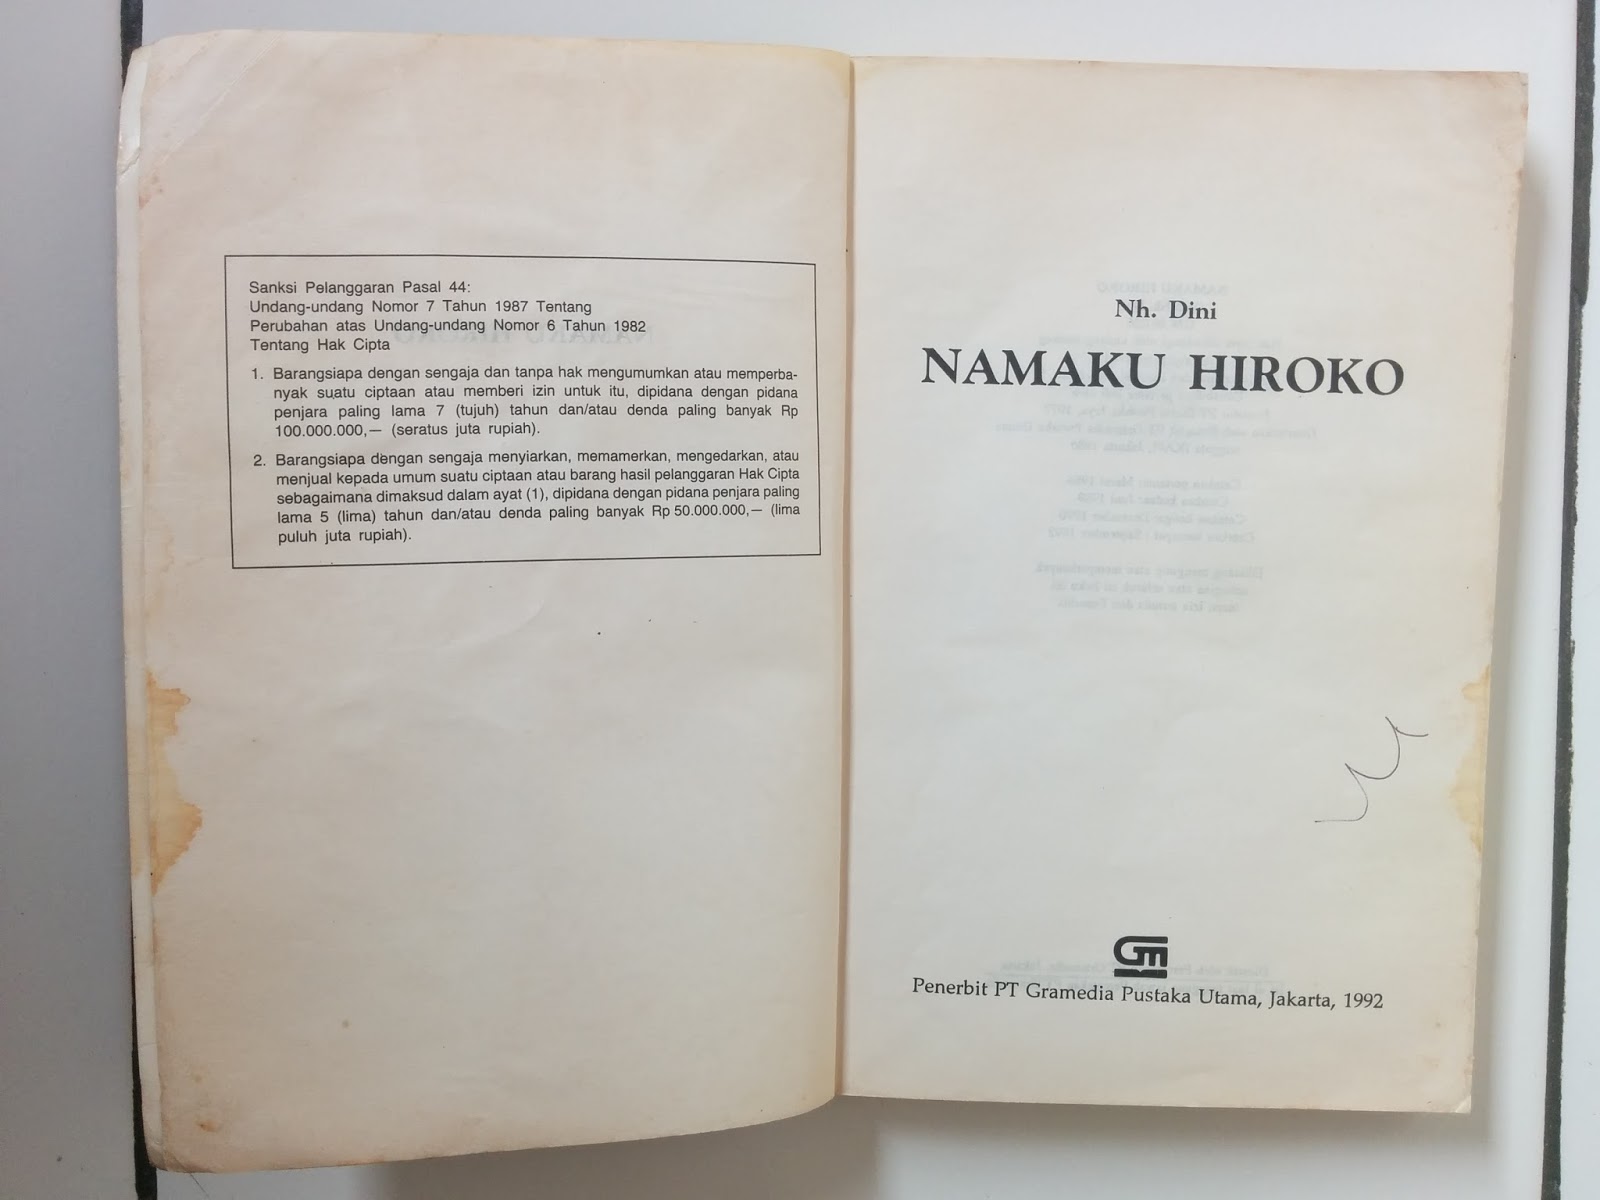 Sanksi Pelanggaran Pasal 44:
Undang-undang Nomor 7 Tahun 1987 Tentang
Perubahan atas Undang-undang Nomor 6 Tahun 1982
Tentang Hak Cipta
1. Barangsiapa dengan sengaja dan tanpa hak mengumumkan atau memperba-
nyak suatu ciptaan atau memberi izin untuk itu, dipidana dengan pidana
penjara paling lama 7 (tujuh) tahun dan/atau denda paling banyak Rp
100.000.000,— (seratus juta rupiah).
2. Barangsiapa dengan sengaja menyiarkan, memamerkan, mengedarkan, atau
menjual kepada umum suatu ciptaan atau barang hasil pelanggaran Hak Cipta
sebagaimana dimaksud dalam ayat (1), dipidana dengan pidana penjara paling
lama 5 (lima) tahun dan/atau denda paling banyak Rp 50.000.000,— (lima
puluh juta rupiah).
Nh. Dini
NAMAKU HIROKO
GM
Penerbit PT Gramedia Pustaka Utama, Jakarta, 1992